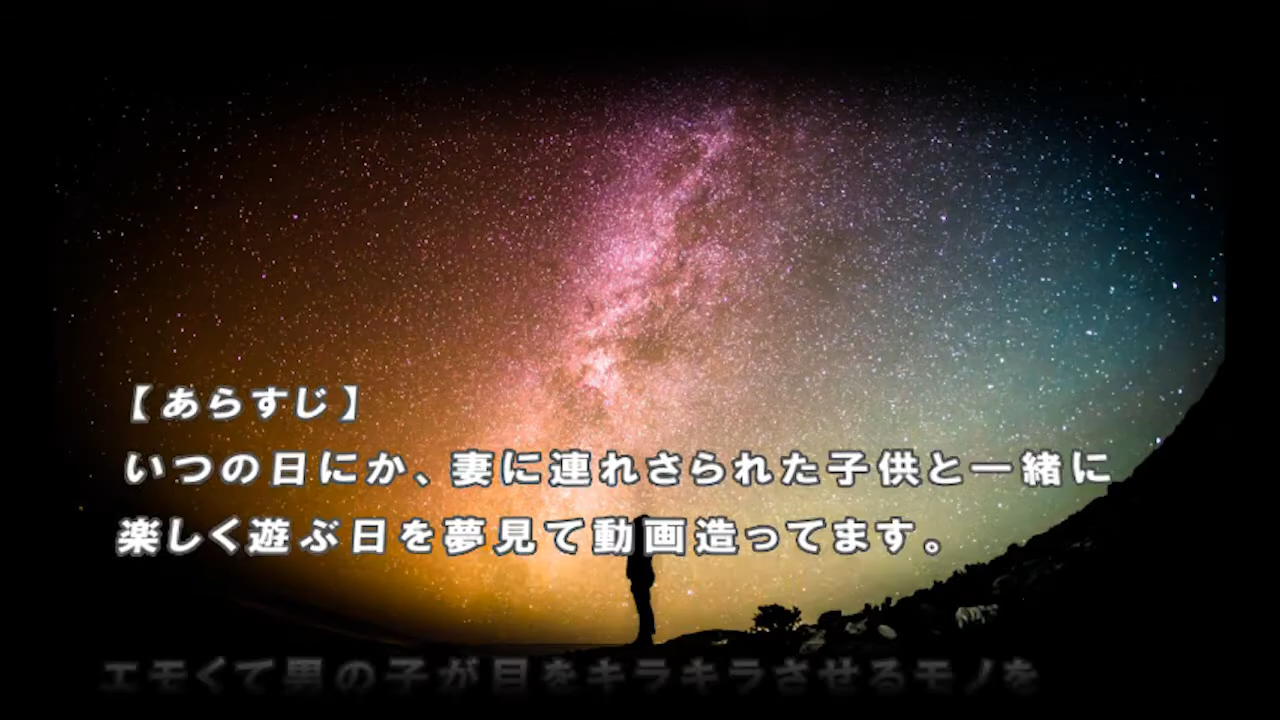 【あらすじ】
いつの日にか、妻に連れさられた子供と一緒に
楽しく遊ぶ日を夢見て動画造ってます。
エモくて男の子が目をキラキラさせるモノを